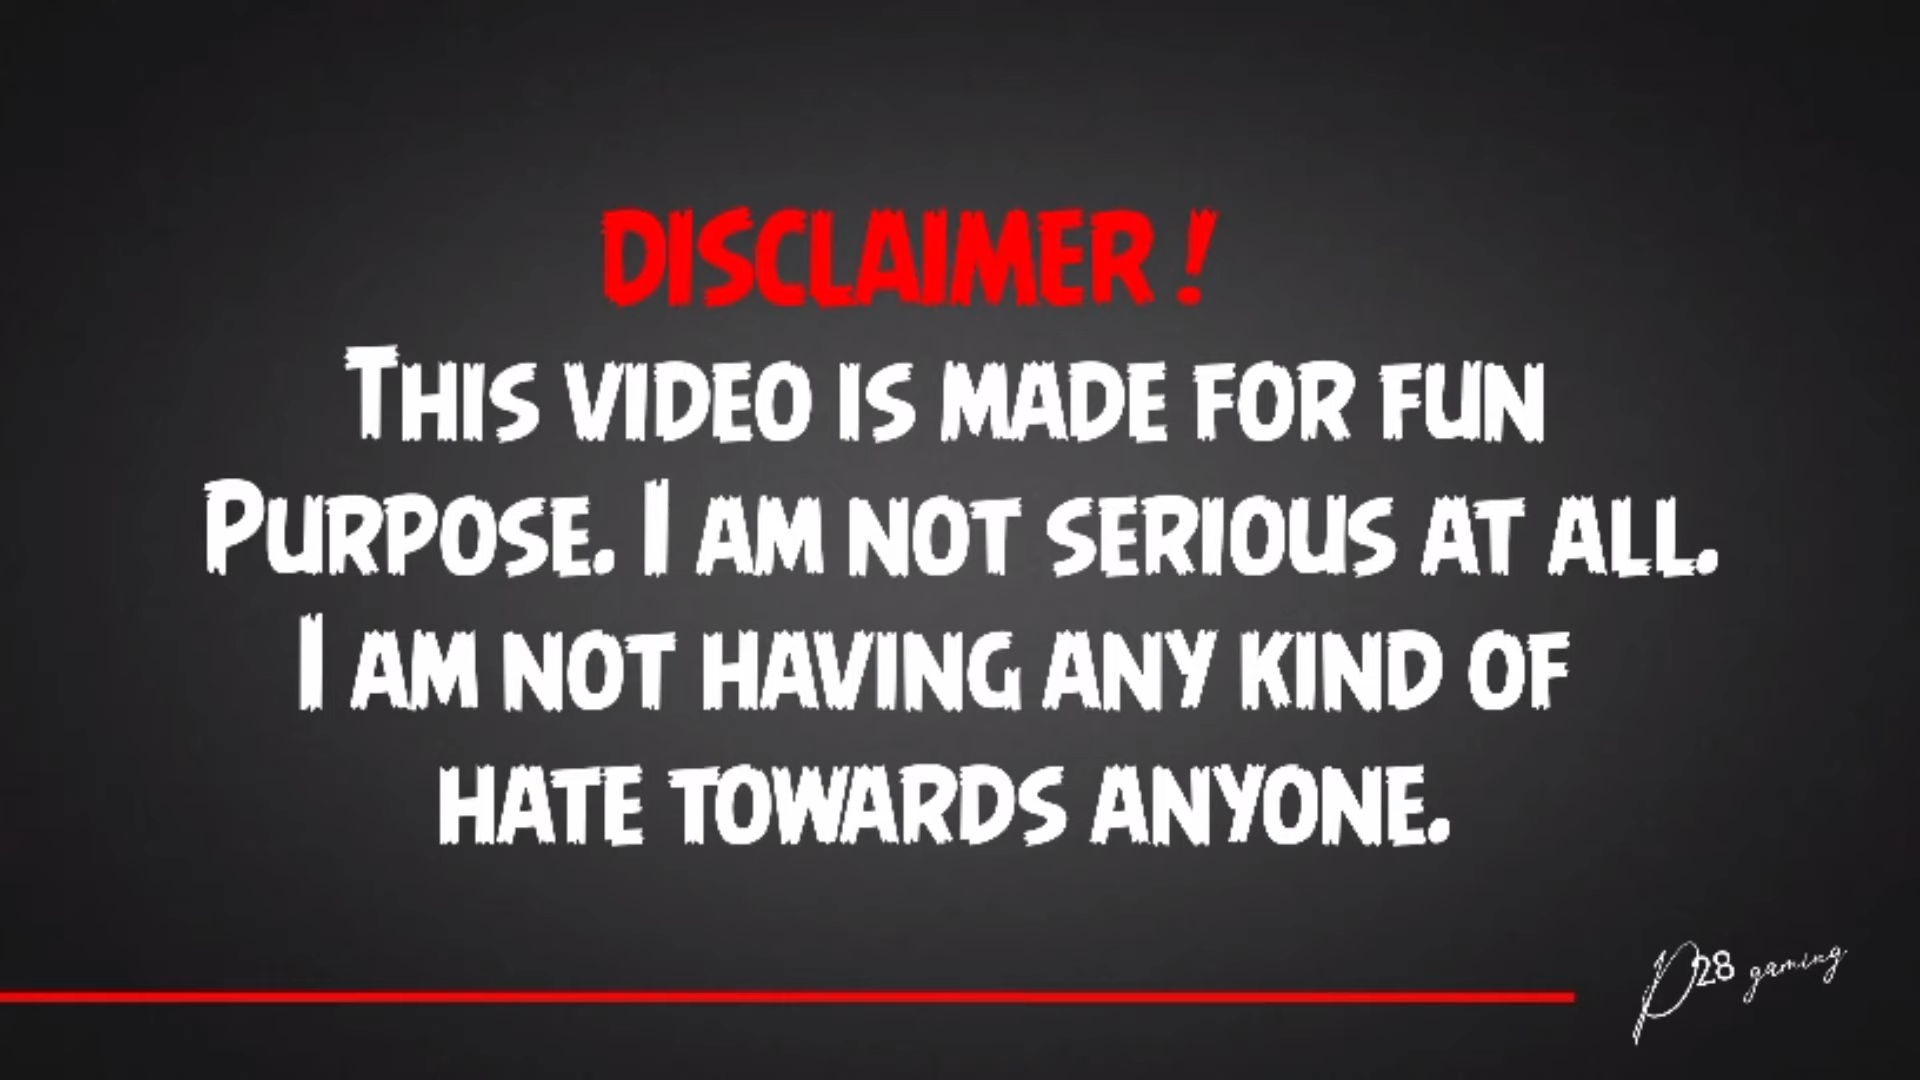 DISCLAIMER!
THIS VIDEO IS MADE FOR FUN
PURPOSE. I AM NOT SERIOUS AT ALL.
I AM NOT HAVING ANY KIND OF
HATE TOWARDS ANYONE.
P28 gaming